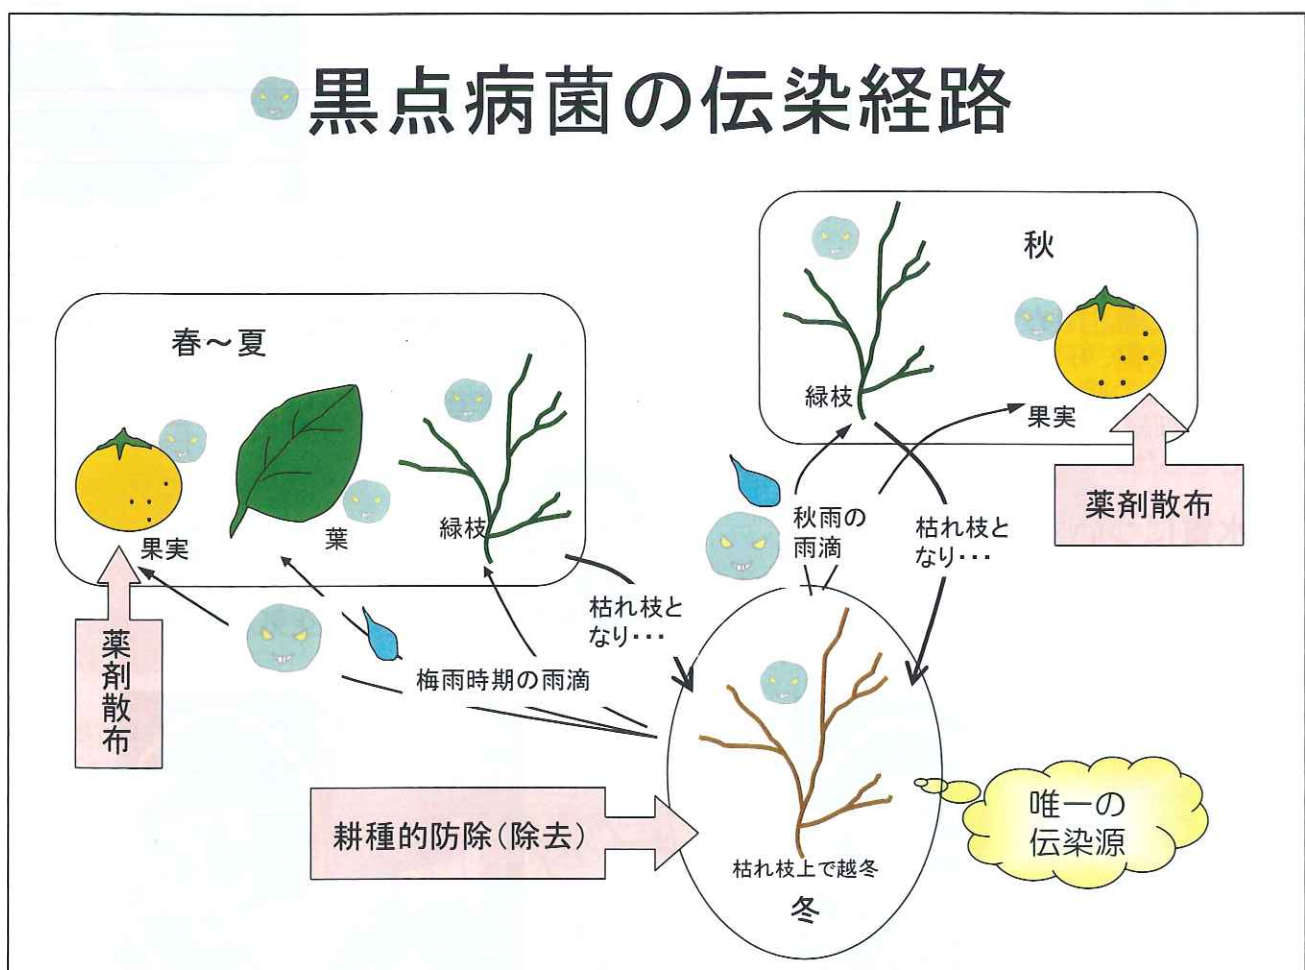 黒点病菌の伝染経路
秋
緑枝
果実
薬剤散布
春～夏
果実
葉
緑枝
薬剤散布
秋雨の
雨滴
枯れ枝と
なり・・・
枯れ枝と
なり・・・
梅雨時期の雨滴
耕種的防除（除去）
枯れ枝上で越冬
冬
唯一の
伝染源